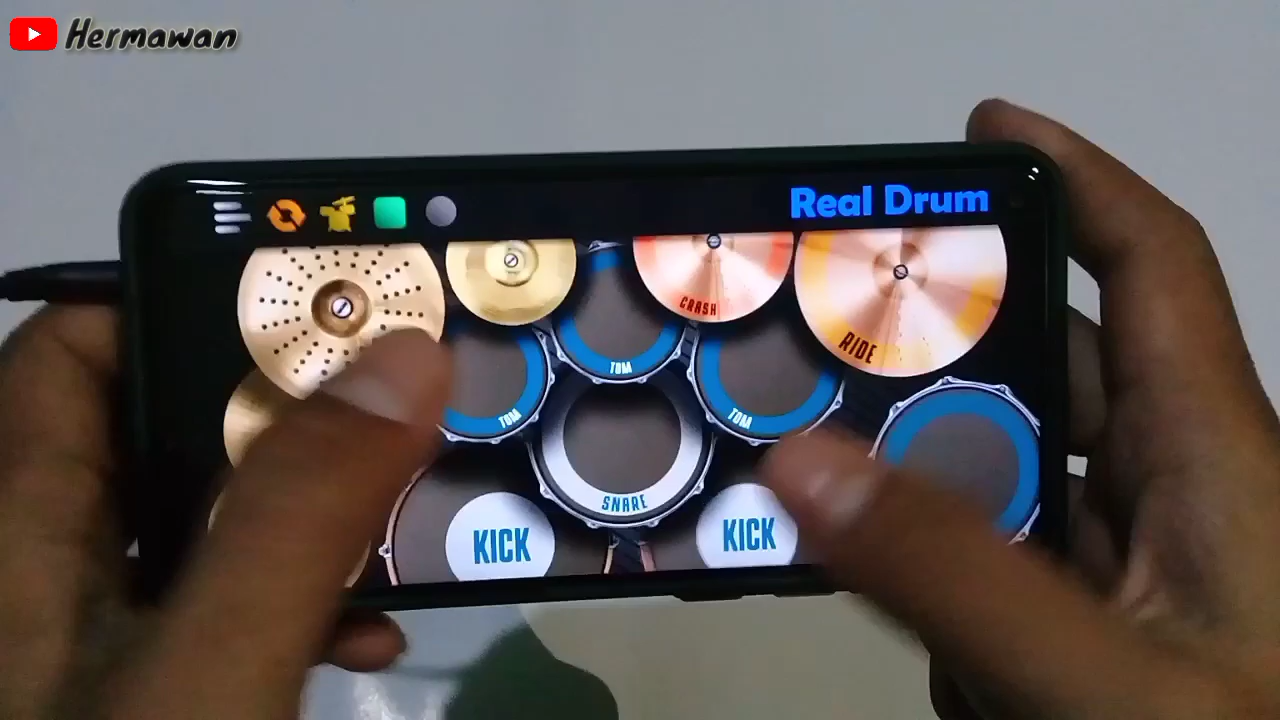 Hermawan
Real Drum
CRASH
RIDE
TOM
TOM
TOM
SNARE
KICK
KICK